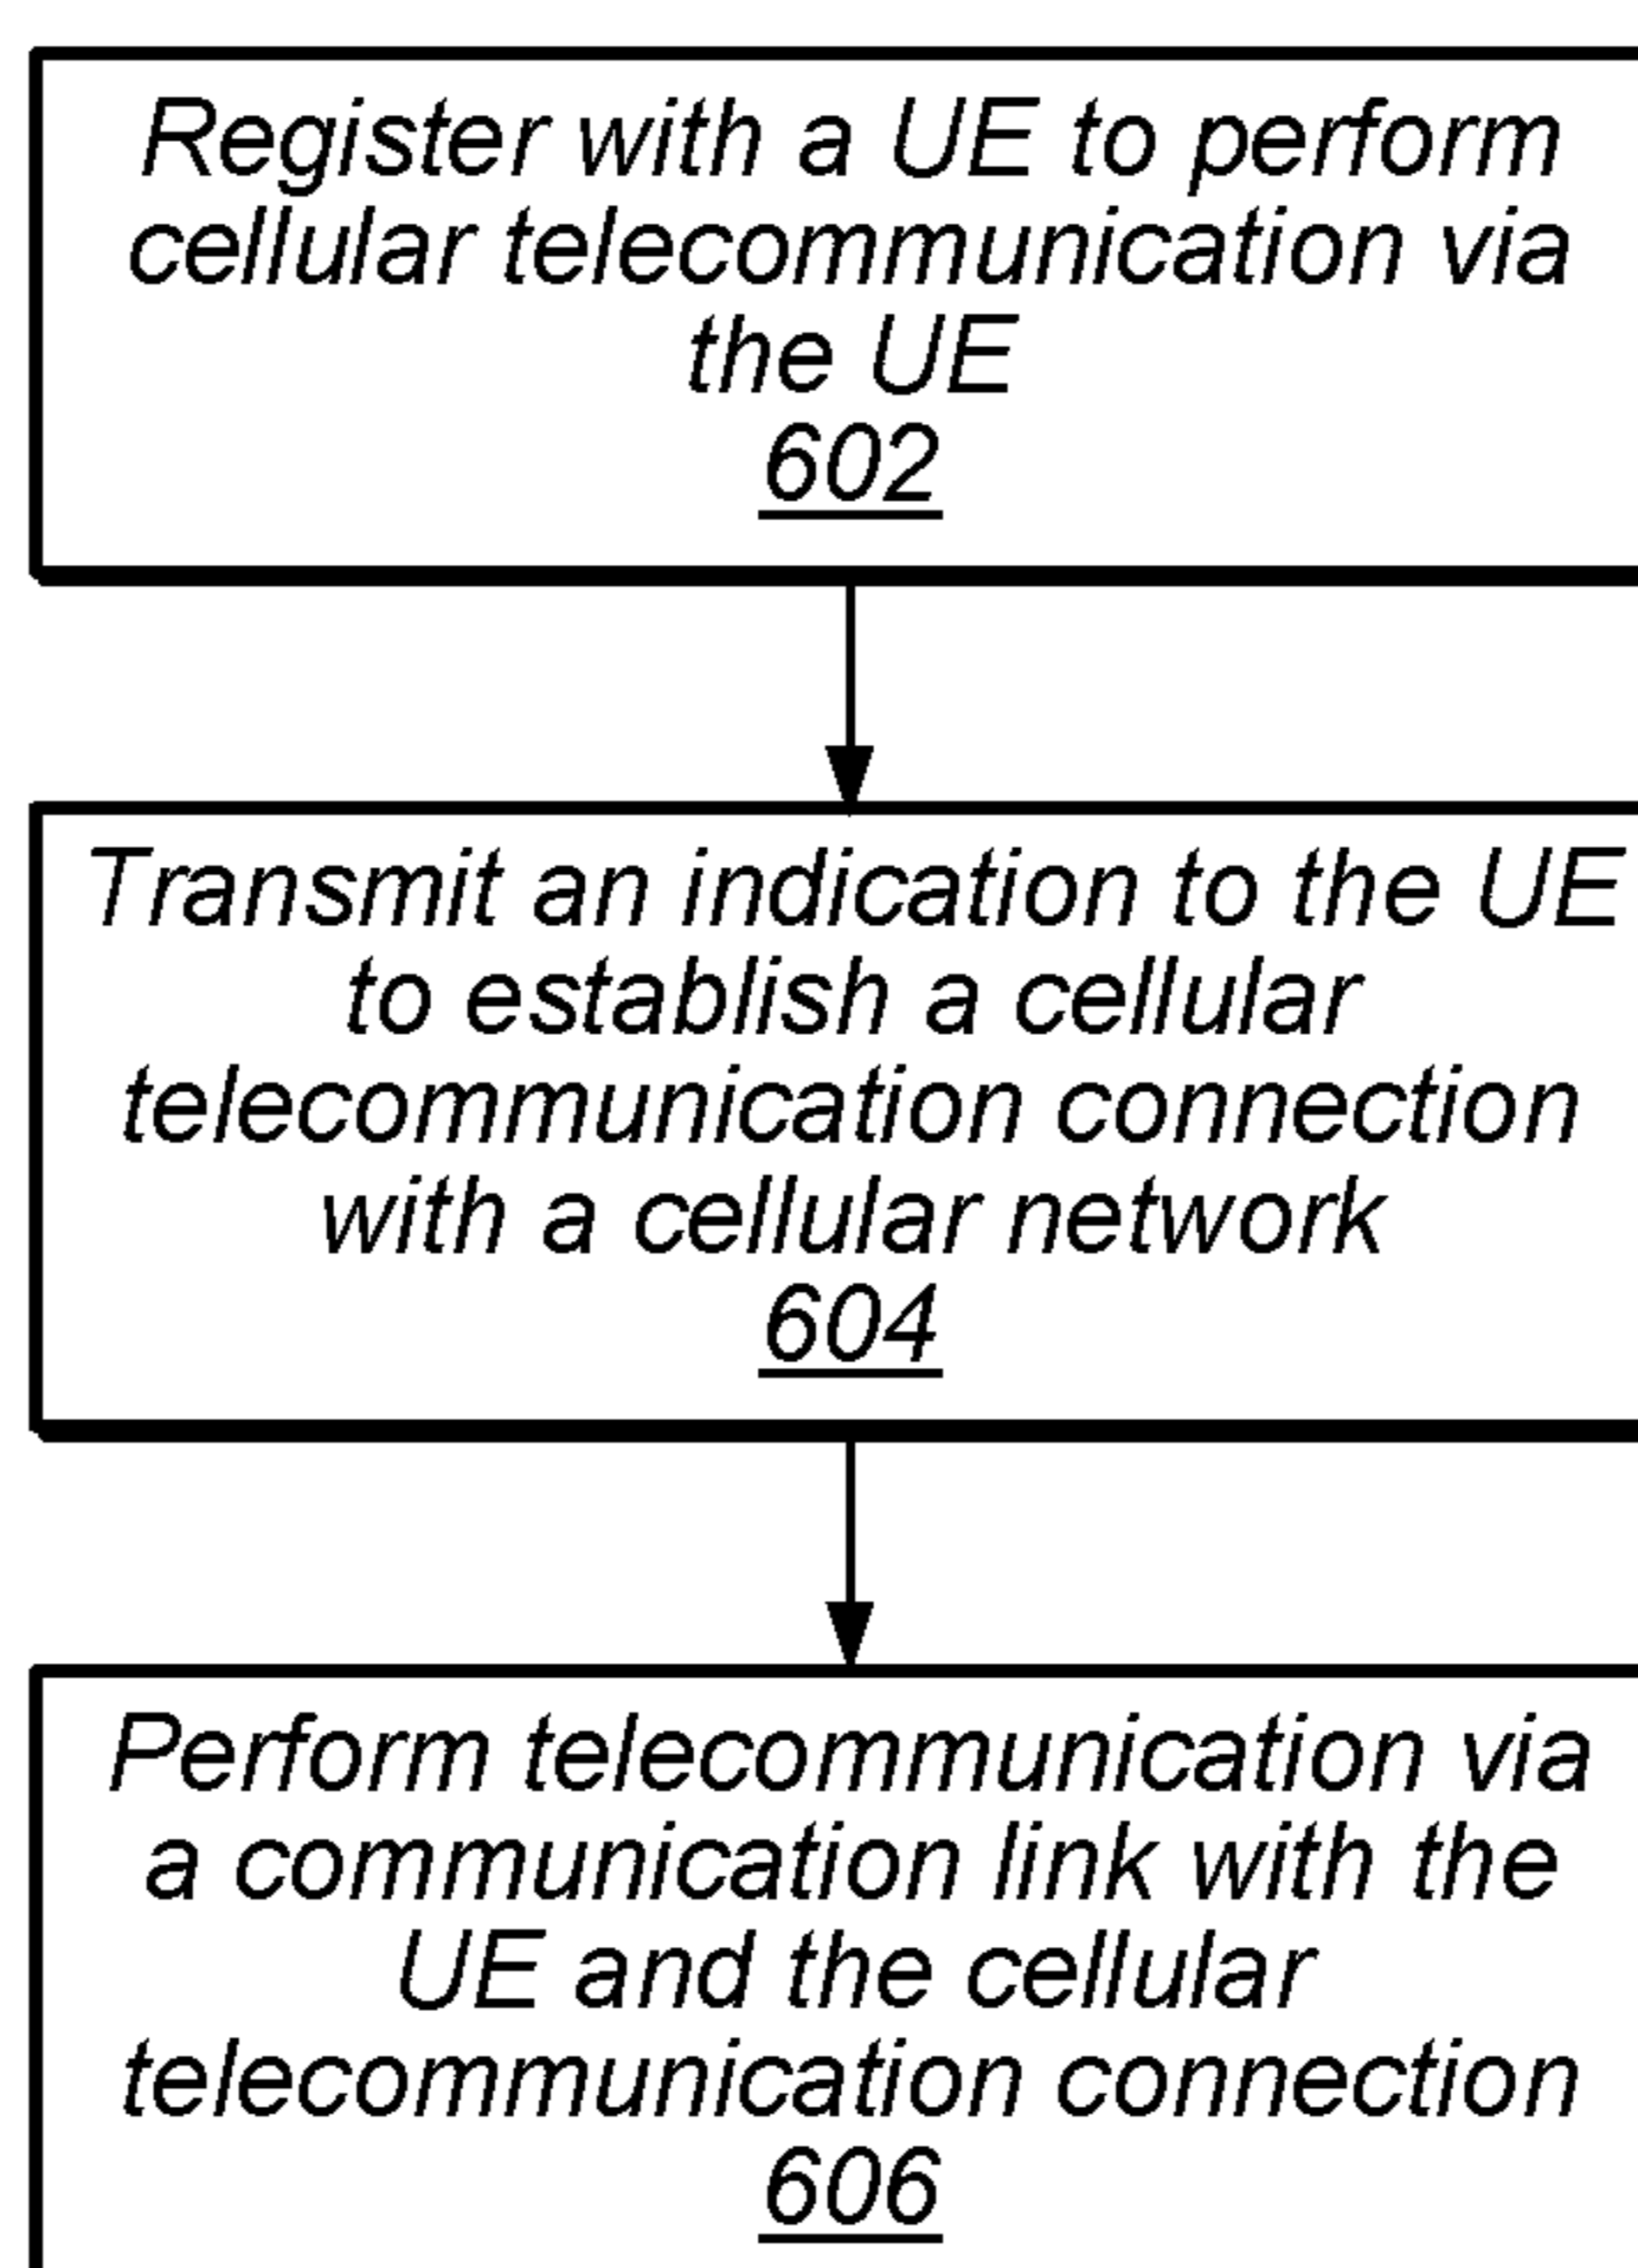 Register with a UE to perform
cellular telecommunication via
the UE
602
Transmit an indication to the UE
to establish a cellular
telecommunication connection
with a cellular network
604
Perform telecommunication via
a communication link with the
UE and the cellular
telecommunication connection
606